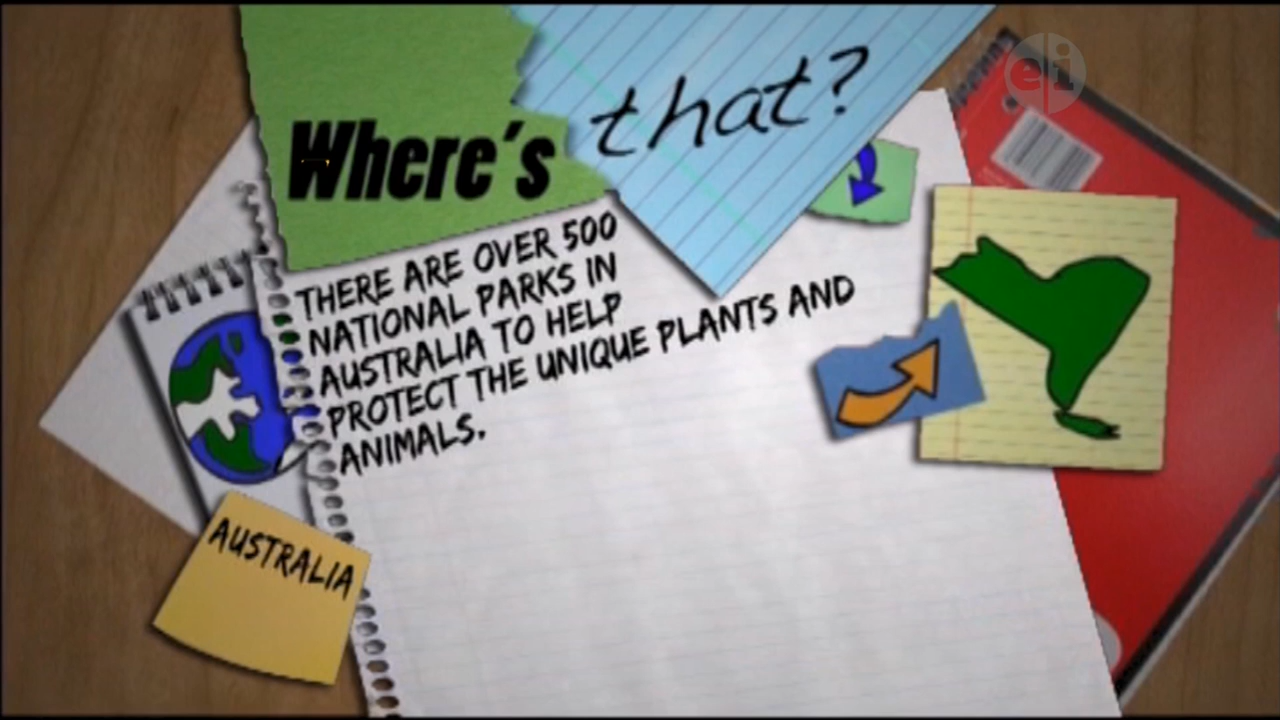 Where's
that?
THERE ARE OVER 500
NATIONAL PARKS IN
AUSTRALIA TO HELP
PROTECT THE UNIQUE PLANTS AND
ANIMALS.
AUSTRALIA
e/i